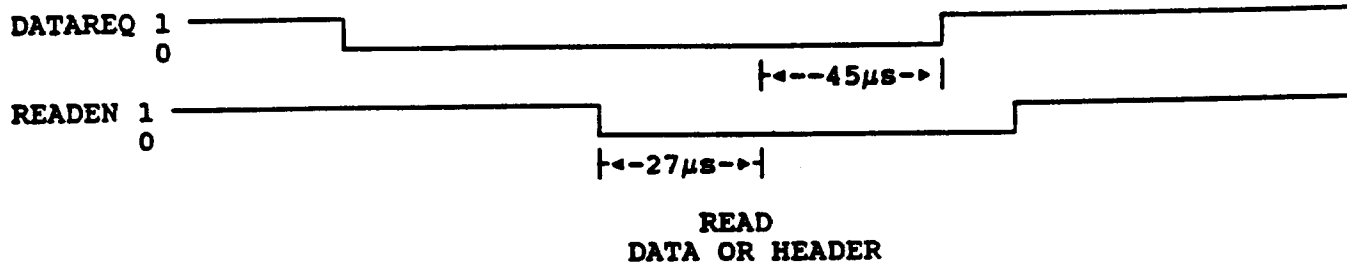 DATAREQ 1
0
|◄--45μs-►|
READEN 1
0
|◄-27μs-►|
READ
DATA OR HEADER